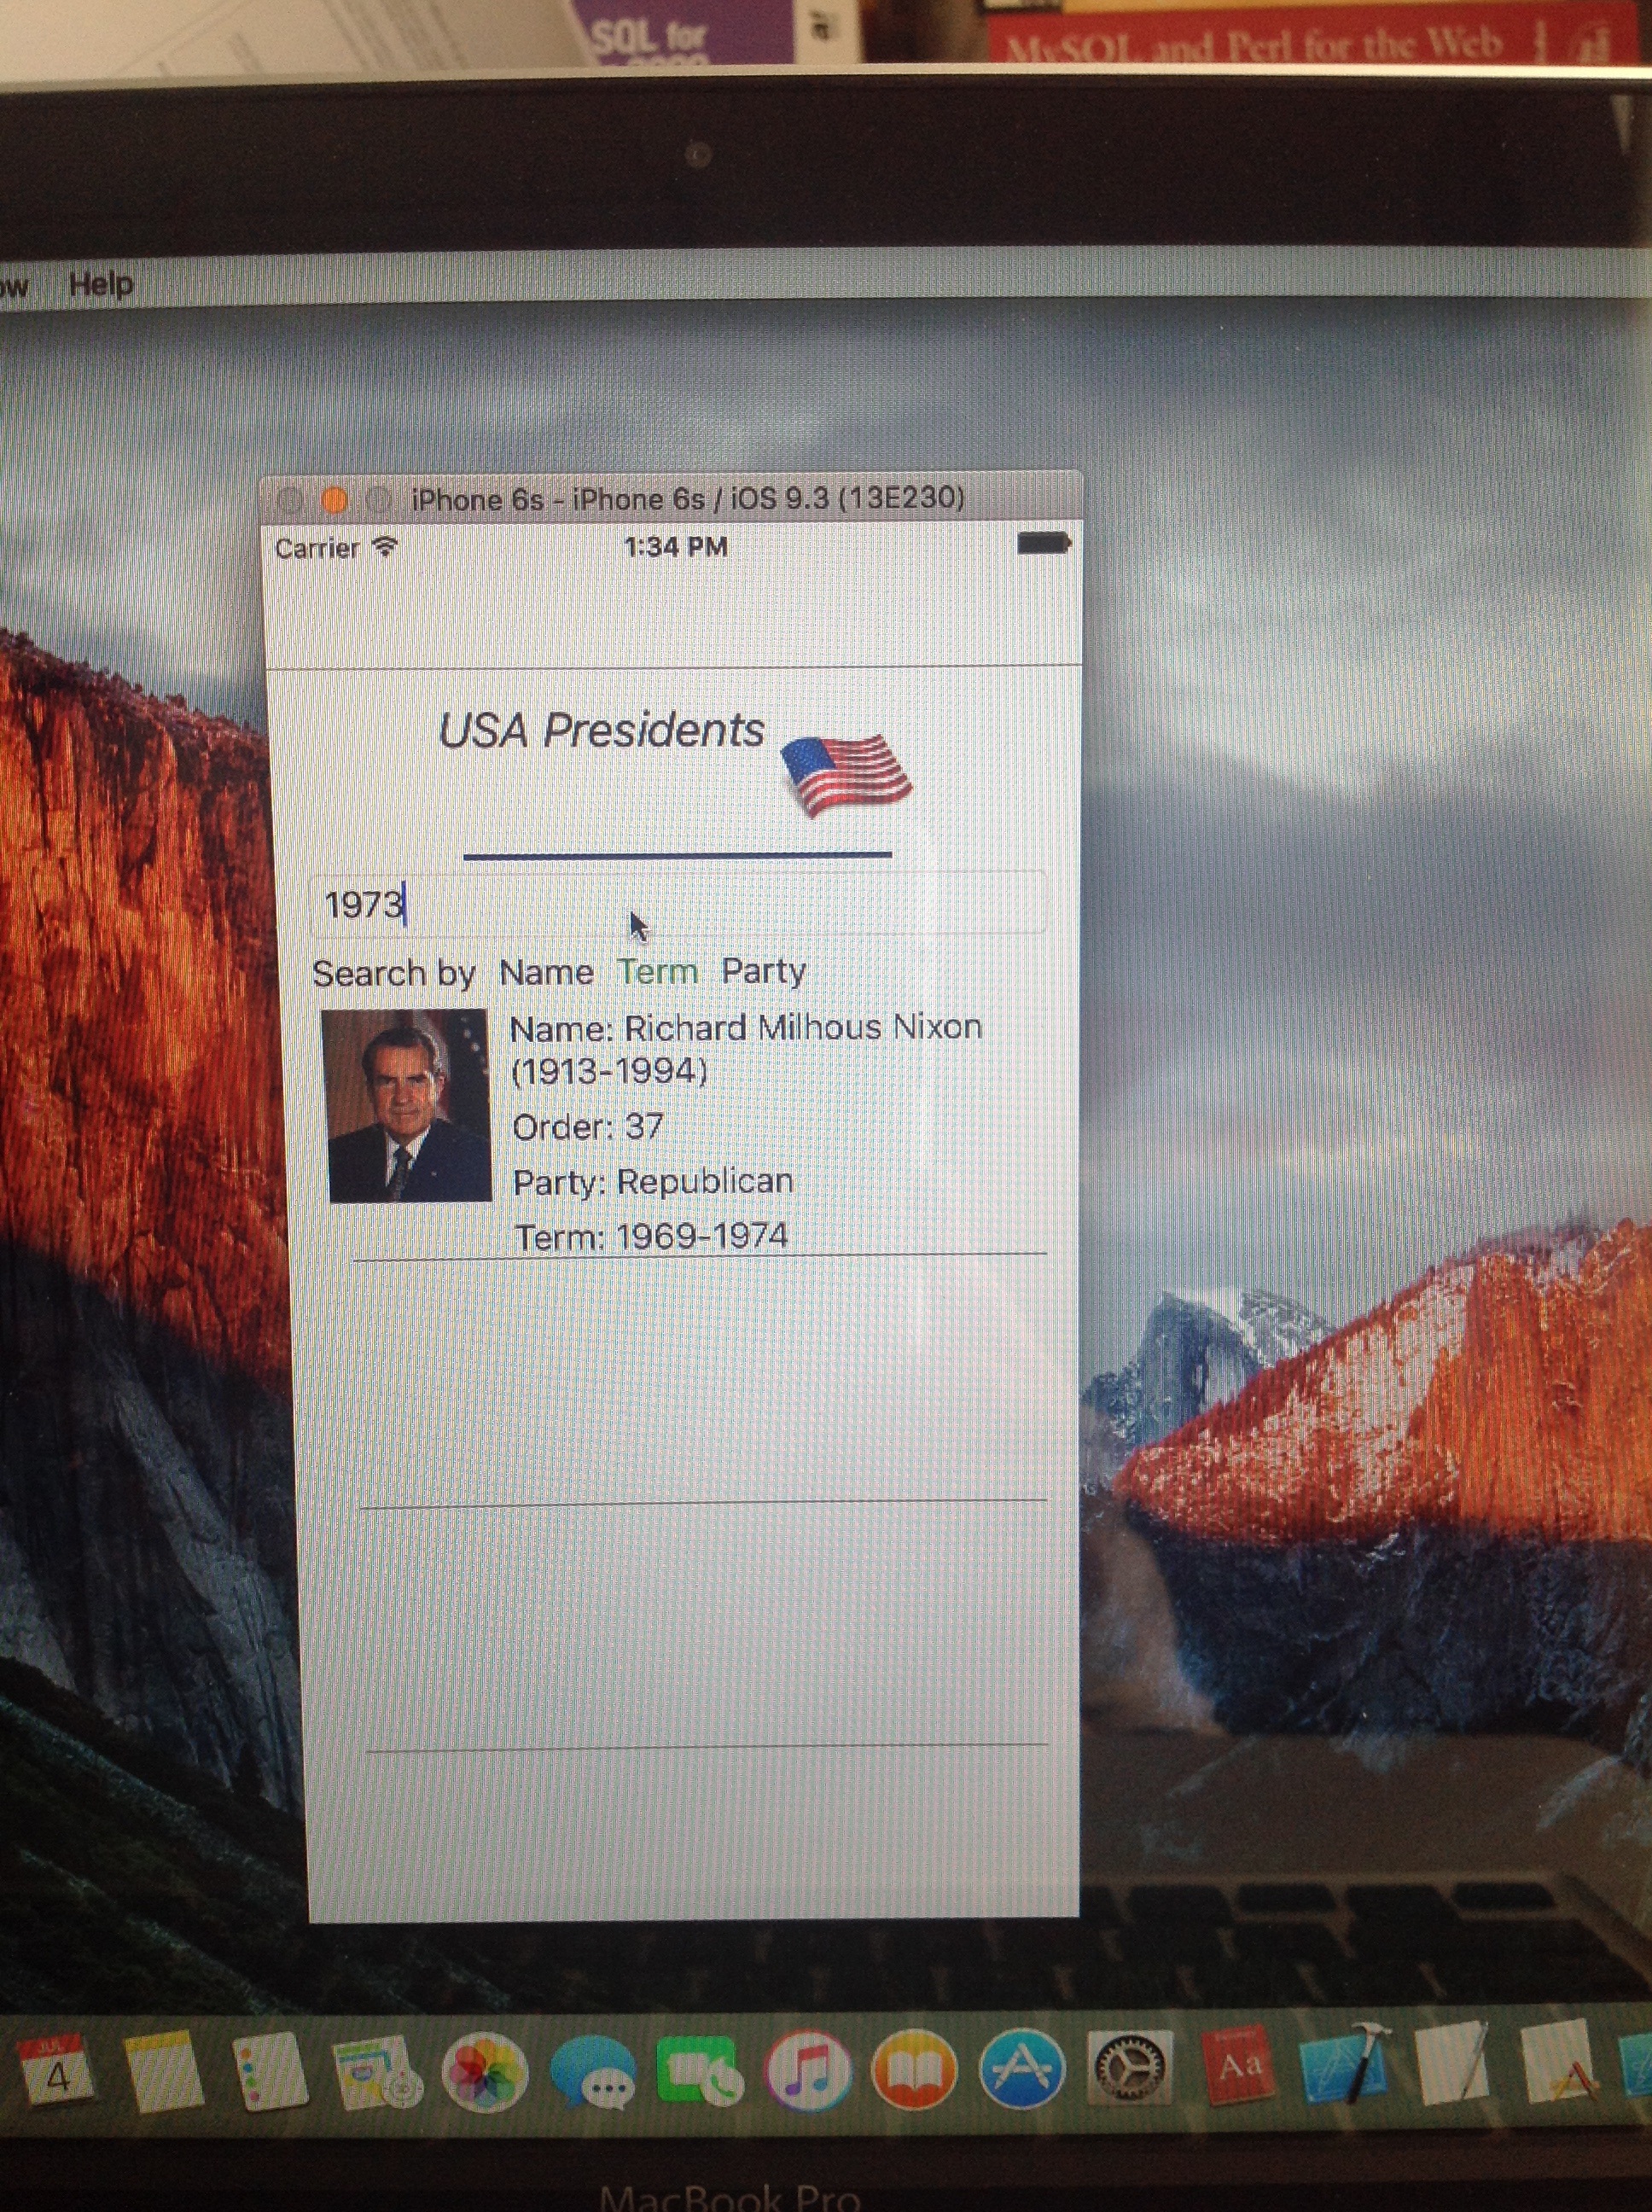 SQL for
MySQL and Perl for the Web
Help
iPhone 6s - iPhone 6s / iOS 9.3 (13E230)
Carrier 1:34 PM
USA Presidents
1973
Search by Name Term Party
Name: Richard Milhous Nixon
(1913-1994)
Order: 37
Party: Republican
Term: 1969-1974
JUL
4
Aa
MacBook Pro